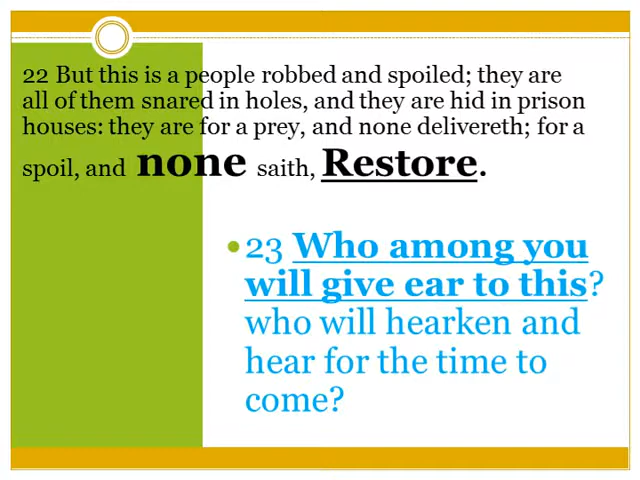 22 But this is a people robbed and spoiled; they are
all of them snared in holes, and they are hid in prison
houses: they are for a prey, and none delivereth; for a
spoil, and none saith, Restore.
•23 Who among you
will give ear to this?
who will hearken and
hear for the time to
come?